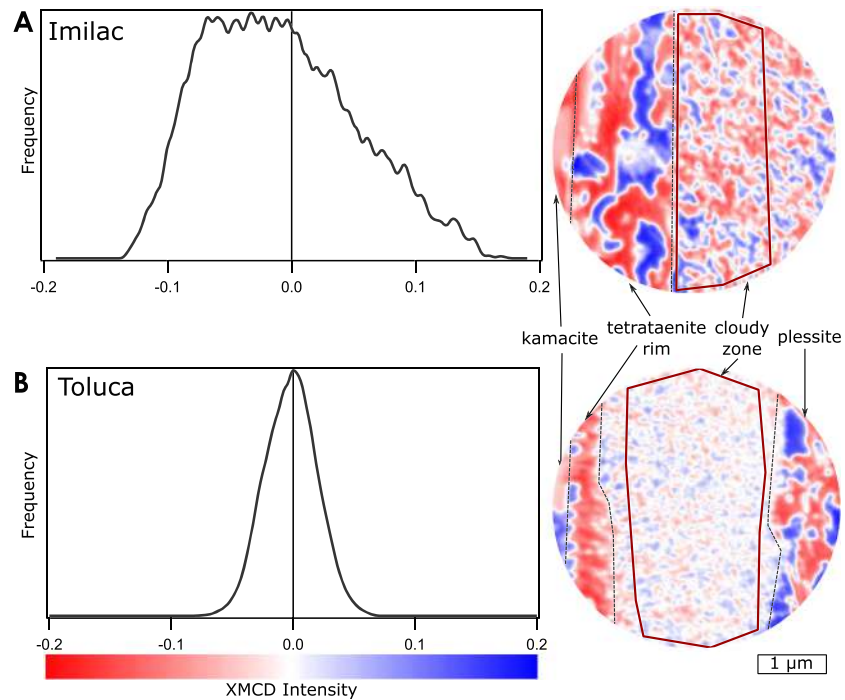 A
Imilac
Frequency
-0.2
-0.1
0.0
0.1
0.2
kamacite
tetrataenite
rim
cloudy
zone
plessite
B
Toluca
Frequency
-0.2
-0.1
0.0
0.1
0.2
XMCD Intensity
1 µm